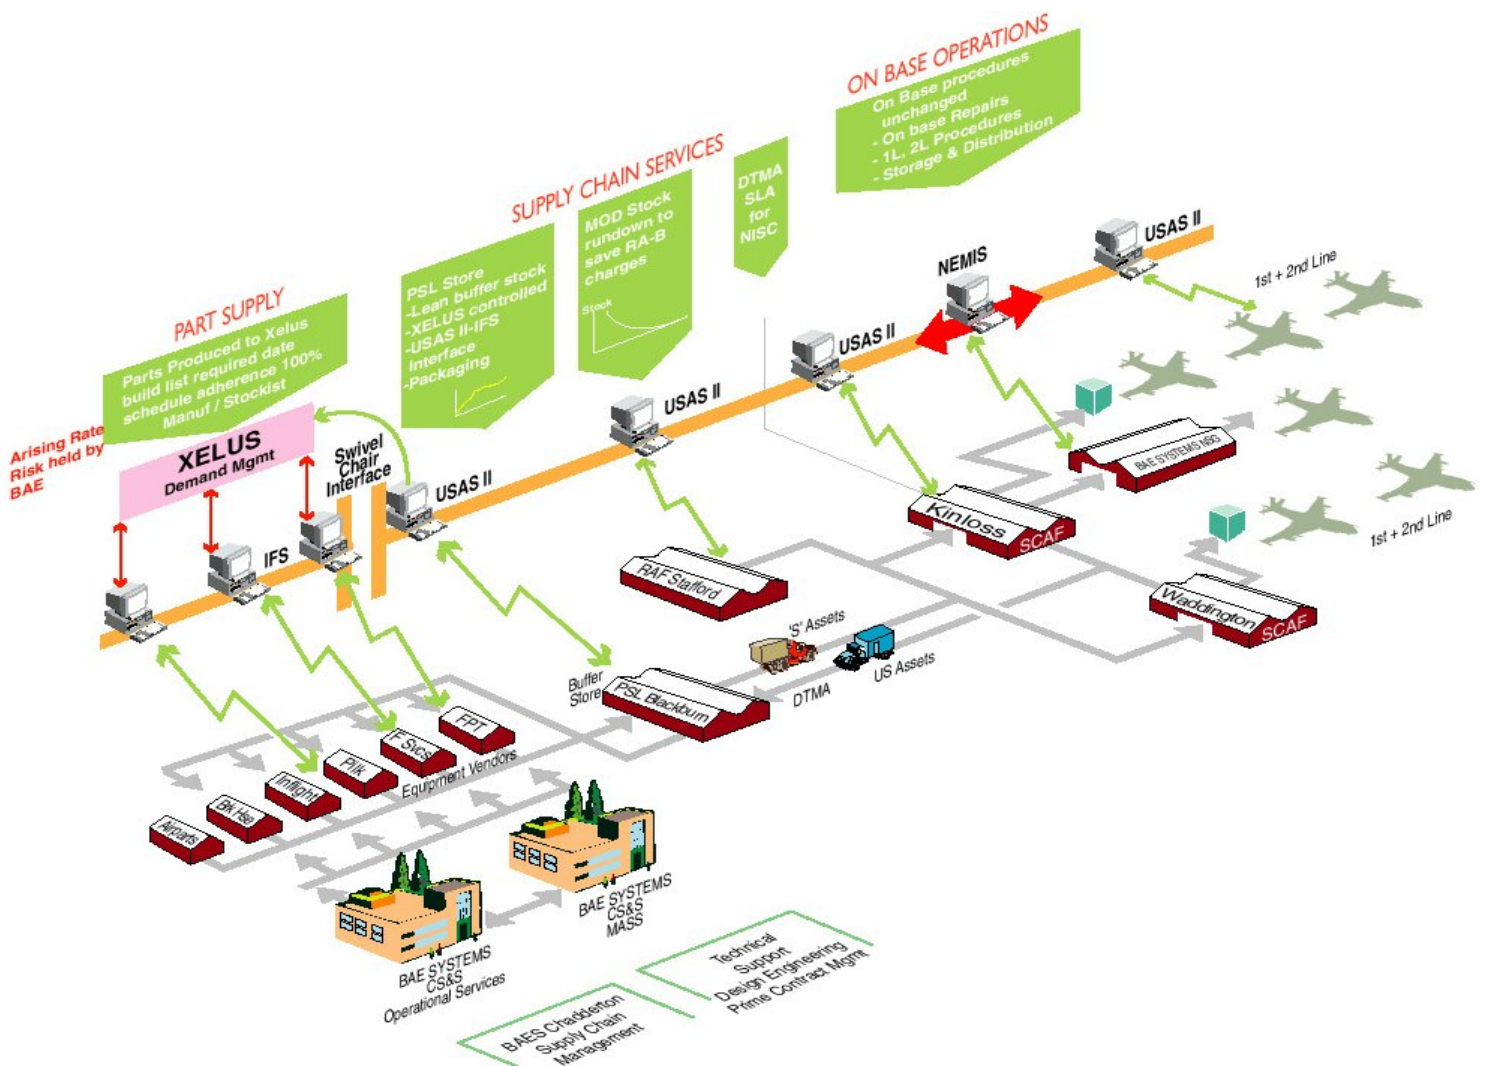 ON BASE OPERATIONS
On Base procedures
unchanged
- On base Repairs
- 1L, 2L Procedures
- Storage & Distribution
SUPPLY CHAIN SERVICES
DTMA
SLA
for
NISC
MOD Stock
rundown to
save RA-B
charges
Stock
PSL Store
-Lean buffer stock
-XELUS controlled
-USAS II-IFS
Interface
-Packaging
PART SUPPLY
Parts Produced to Xelus
build list required date
schedule adherence 100%
Manuf / Stockist
Arising Rate
Risk held by
BAE
XELUS
Demand Mgmt
Swivel
Chair
Interface
IFS
USAS II
USAS II
USAS II
NEMIS
USAS II
1st + 2nd Line
BAE SYSTEMS NSG
Kinloss
SCAF
1st + 2nd Line
RAF Stafford
Waddington
SCAF
'S' Assets
US Assets
DTMA
Buffer
Store
PSL Blackburn
FPT
IF Svcs
Pilk
Inflight
Bk Hse
Airparts
Equipment Vendors
BAE SYSTEMS
CS&S
MASS
BAE SYSTEMS
CS&S
Operational Services
Technical
Support
Design Engineering
Prime Contract Mgmt
BAES Chadderton
Supply Chain
Management